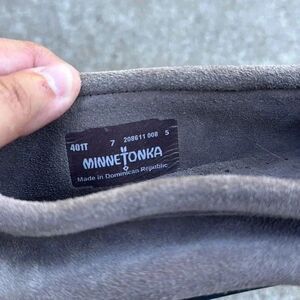 401T 7 208611 008 5
MINNETONKA
Made in Dominican Republic